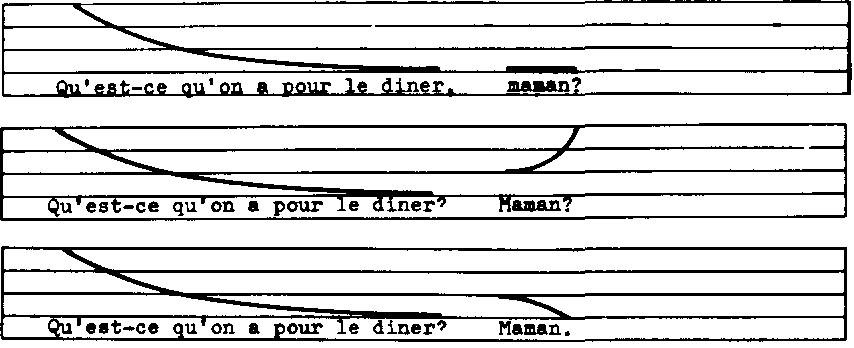 Qu'est-ce qu'on a pour le diner, maman?
Qu'est-ce qu'on a pour le diner? Maman?
Qu'est-ce qu'on a pour le diner? Maman.